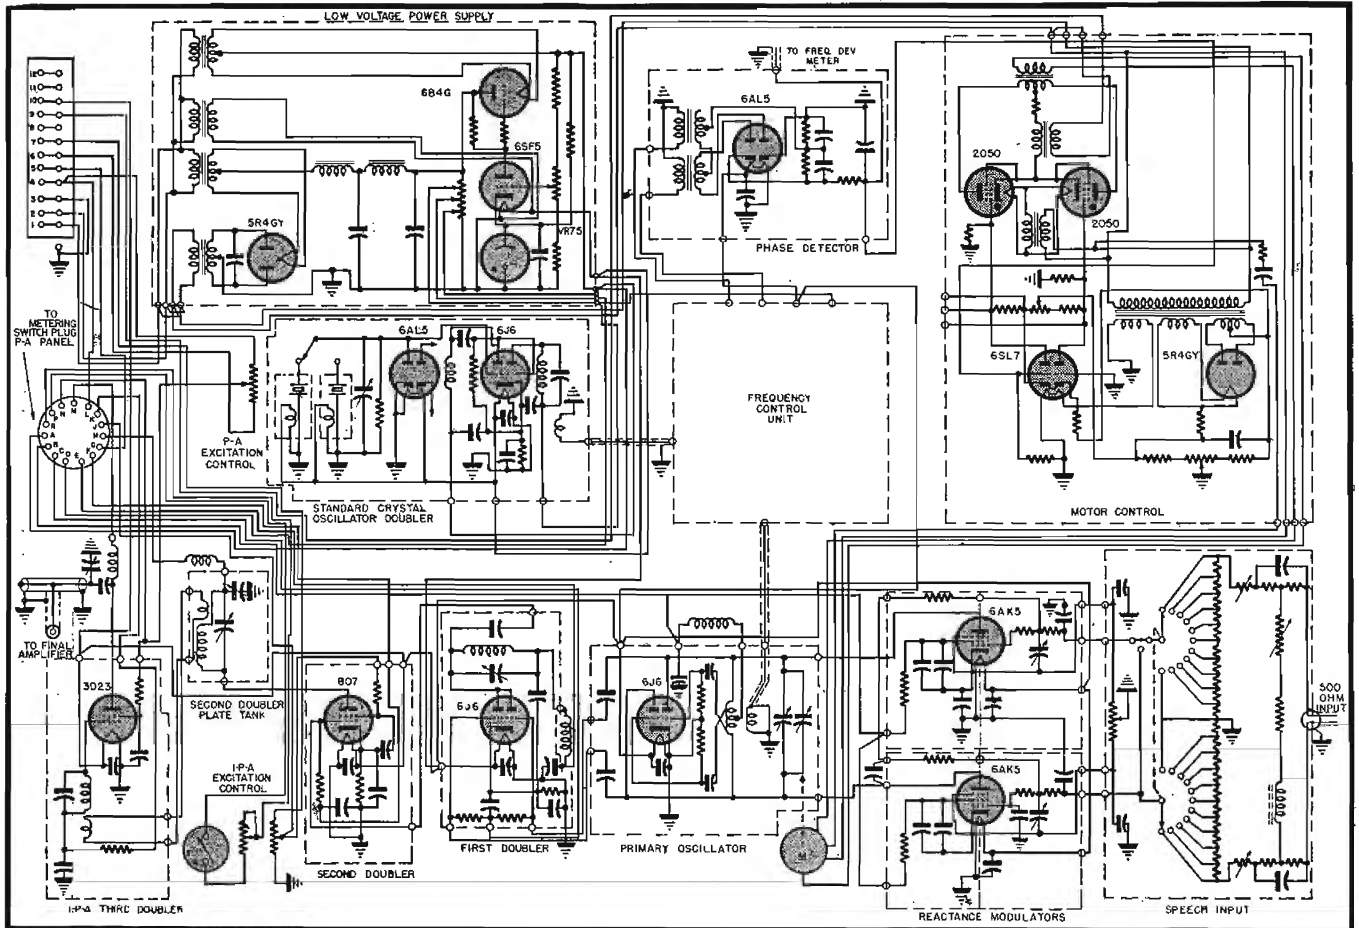 LOW VOLTAGE POWER SUPPLY
12
11
10
9
8
7
6
5
4
3
2
1
6B4G
6SF5
VR75
5R4GY
TO FREQ DEV
METER
6AL5
PHASE DETECTOR
2050
2050
6SL7
5R4GY
MOTOR CONTROL
TO
METERING
SWITCH PLUG
P-A PANEL
P-A
EXCITATION
CONTROL
6AL5
6J6
STANDARD CRYSTAL
OSCILLATOR DOUBLER
FREQUENCY
CONTROL
UNIT
TO FINAL
AMPLIFIER
3023
I-P-A THIRD DOUBLER
SECOND DOUBLER
PLATE TANK
I-P-A
EXCITATION
CONTROL
807
SECOND DOUBLER
6J6
FIRST DOUBLER
6J6
PRIMARY OSCILLATOR
M
6AK5
6AK5
REACTANCE MODULATORS
500
OHM
INPUT
SPEECH INPUT